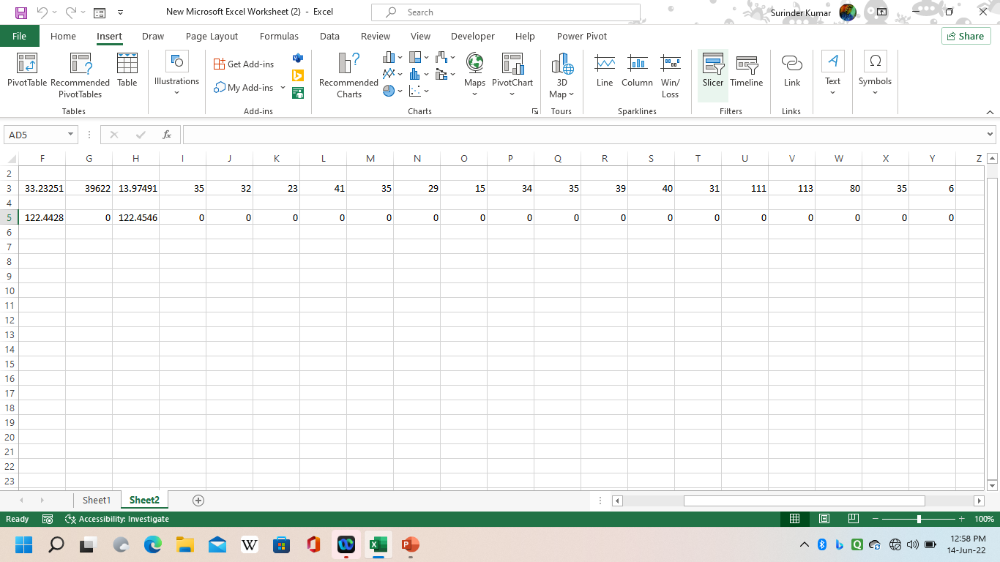 New Microsoft Excel Worksheet (2) - Excel
Search
Surinder Kumar
File Home Insert Draw Page Layout Formulas Data Review View Developer Help Power Pivot Share
PivotTable
Recommended PivotTables
Table
Tables
Illustrations
Get Add-ins
My Add-ins
Add-ins
Recommended Charts
Maps
PivotChart
Charts
3D Map
Tours
Line
Column
Win/Loss
Sparklines
Slicer
Timeline
Filters
Link
Links
Text
Symbols
AD5
fx
F G H I J K L M N O P Q R S T U V W X Y Z
2
3 33.23251 39622 13.97491 35 32 23 41 35 29 15 34 35 39 40 31 111 113 80 35 6
4
5 122.4428 0 122.4546 0 0 0 0 0 0 0 0 0 0 0 0 0 0 0 0 0
6
7
8
9
10
11
12
13
14
15
16
17
18
19
20
21
22
23
Sheet1 Sheet2
Ready Accessibility: Investigate 100%
12:58 PM
14-Jun-22